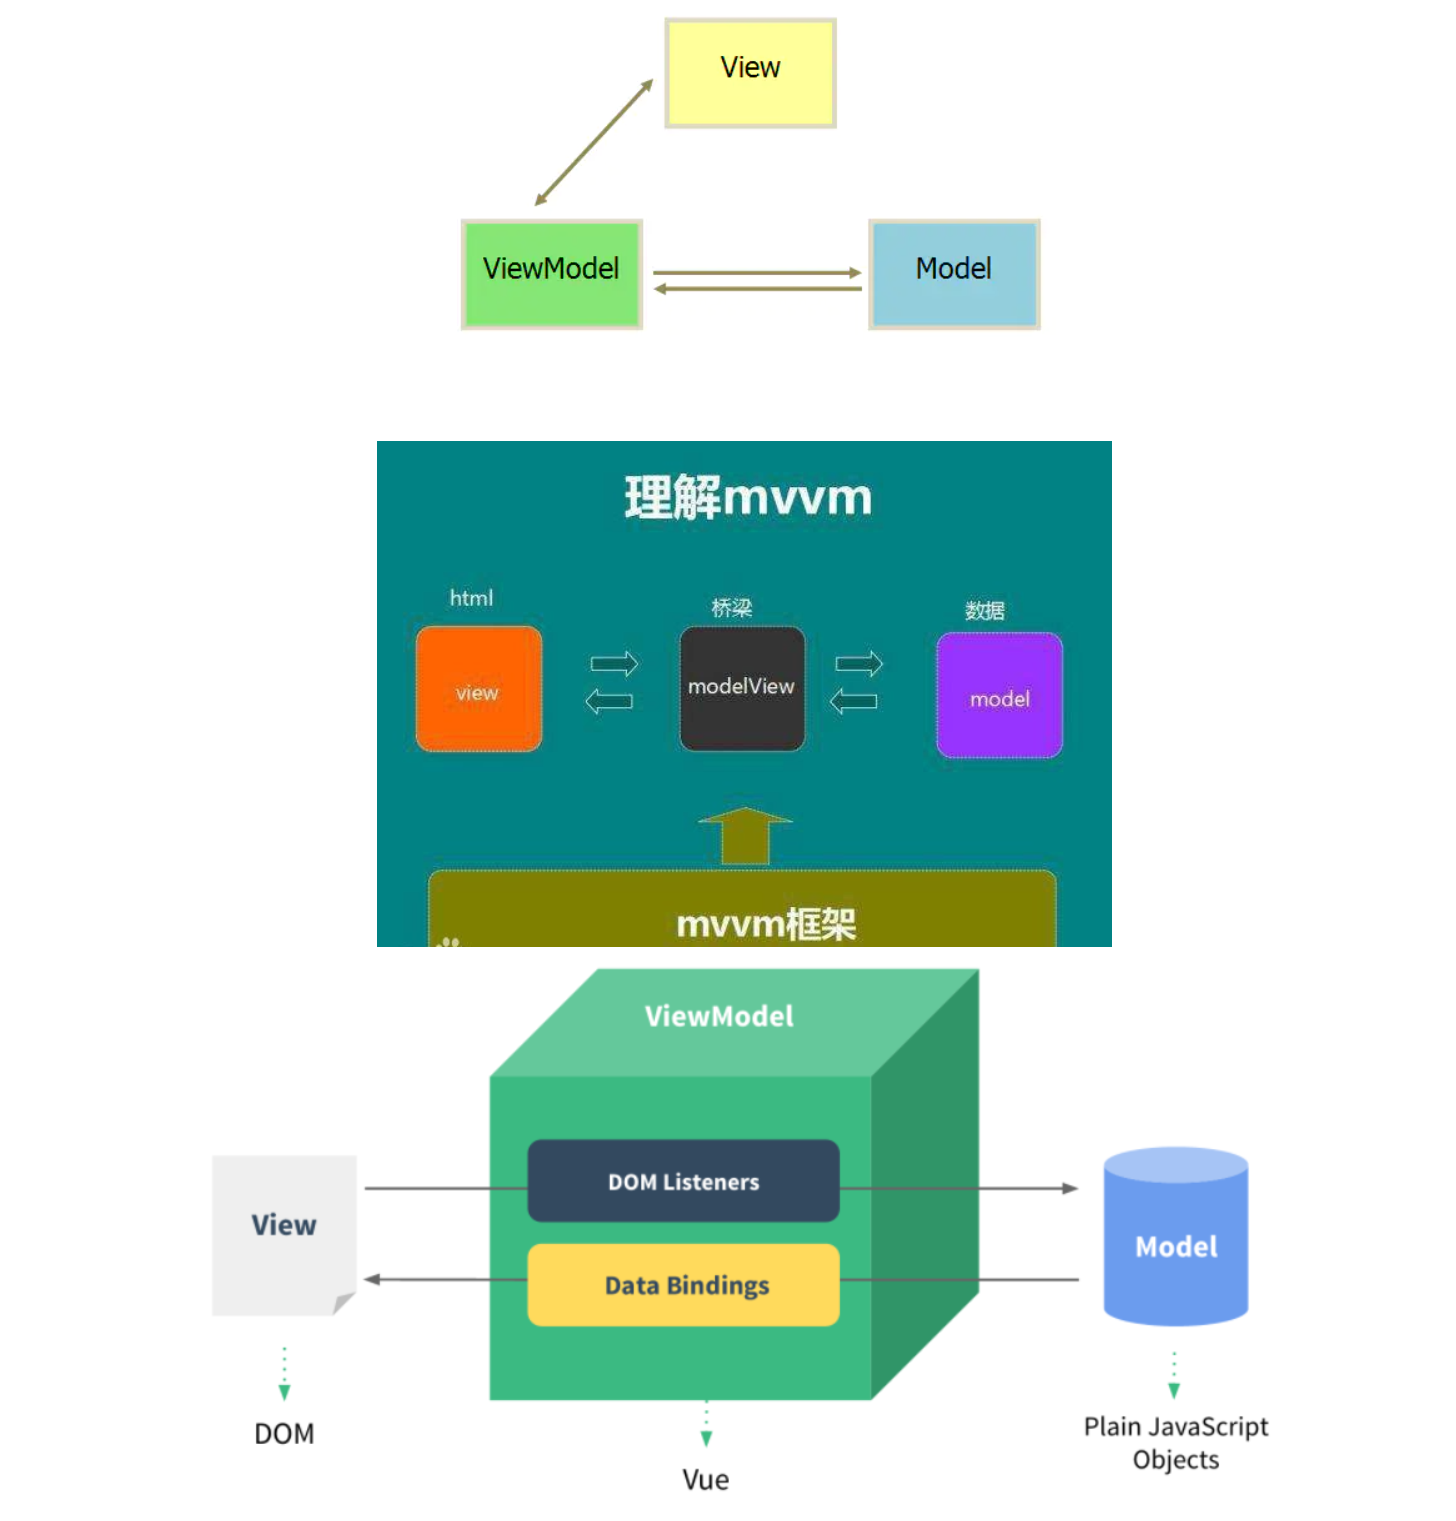 View
ViewModel
Model
理解mvvm
html
桥梁
数据
view
modelView
model
mvvm框架
ViewModel
DOM Listeners
View
Model
Data Bindings
DOM
Plain JavaScript
Objects
Vue